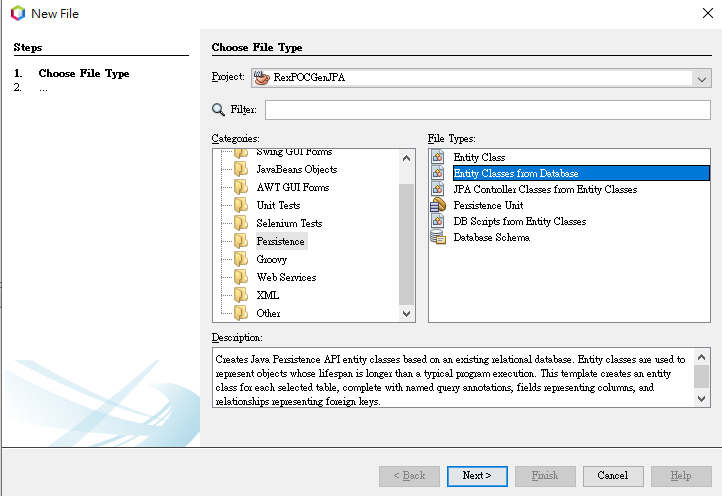 New File
Steps
1. Choose File Type
2. ...
Choose File Type
Project: RexPOCGenJPA
Filter:
Categories:
Swing GUI Forms
JavaBeans Objects
AWT GUI Forms
Unit Tests
Selenium Tests
Persistence
Groovy
Web Services
XML
Other
File Types:
Entity Class
Entity Classes from Database
JPA Controller Classes from Entity Classes
Persistence Unit
DB Scripts from Entity Classes
Database Schema
Description:
Creates Java Persistence API entity classes based on an existing relational database. Entity classes are used to
represent objects whose lifespan is longer than a typical program execution. This template creates an entity
class for each selected table, complete with named query annotations, fields representing columns, and
relationships representing foreign keys.
< Back Next > Finish Cancel Help